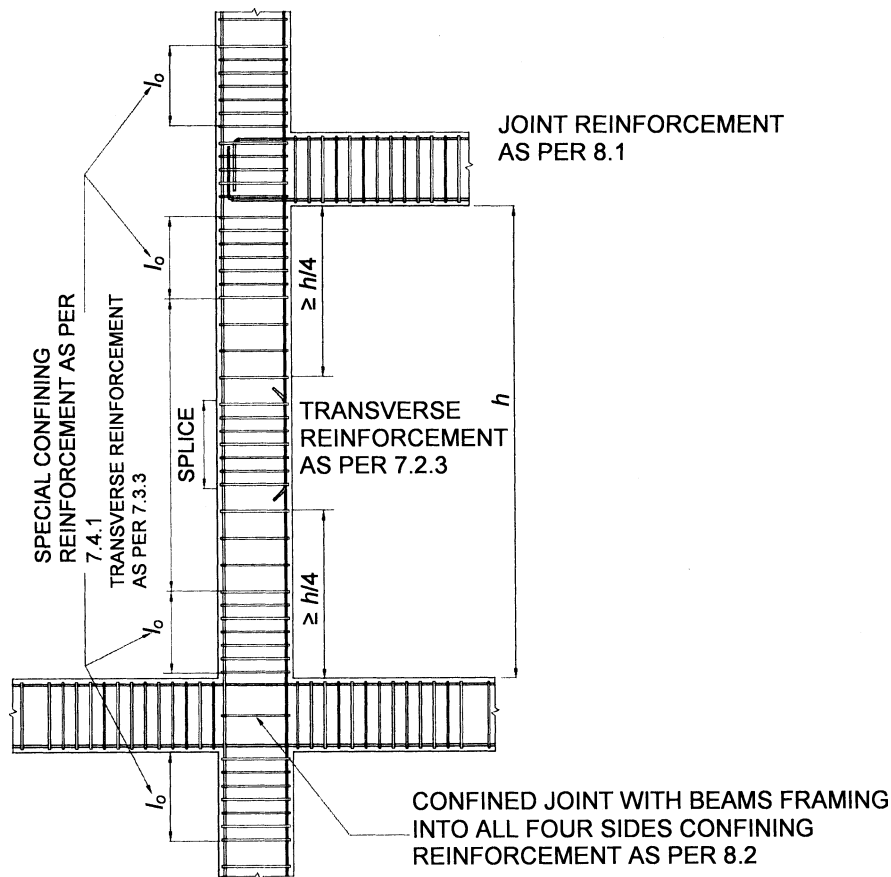 JOINT REINFORCEMENT
AS PER 8.1
lo
lo
≥ h/4
h
SPECIAL CONFINING
REINFORCEMENT AS PER
7.4.1
TRANSVERSE REINFORCEMENT
AS PER 7.3.3
SPLICE
TRANSVERSE
REINFORCEMENT
AS PER 7.2.3
≥ h/4
lo
lo
CONFINED JOINT WITH BEAMS FRAMING
INTO ALL FOUR SIDES CONFINING
REINFORCEMENT AS PER 8.2